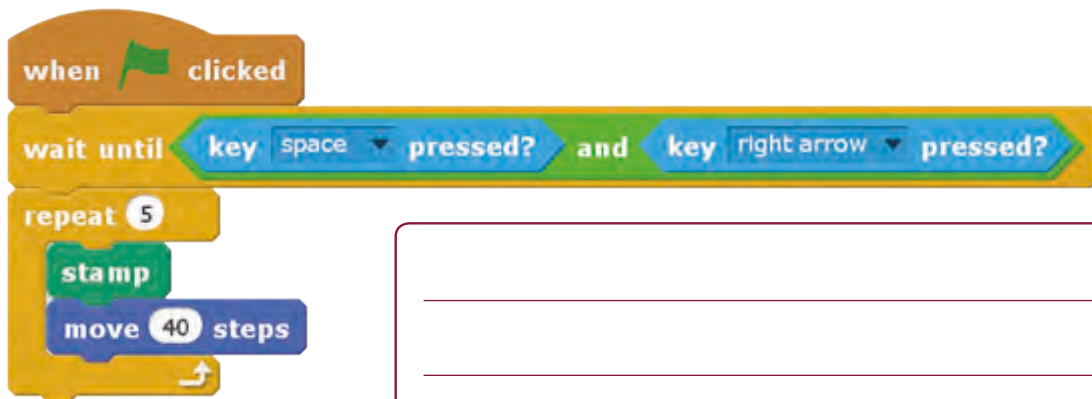 when clicked
wait until key space pressed? and key right arrow pressed?
repeat 5
stamp
move 40 steps